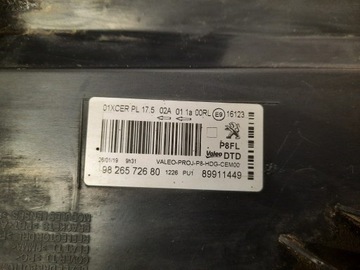 01XCER PL 17.5 02A 01 1a 00RL E9 16123
P8FL
Valeo DTD
26/01/19 9h31 VALEO-PROJ-P8-HDG-CEM00
98 265 726 80 1226 PU1 89911449